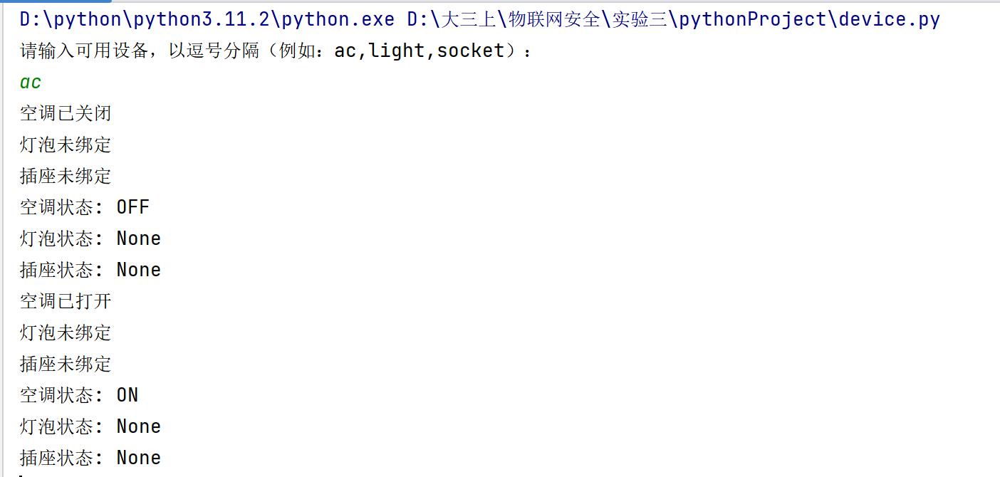 D:\python\python3.11.2\python.exe D:\大三上\物联网安全\实验三\pythonProject\device.py
请输入可用设备，以逗号分隔（例如：ac,light,socket）：
ac
空调已关闭
灯泡未绑定
插座未绑定
空调状态: OFF
灯泡状态: None
插座状态: None
空调已打开
灯泡未绑定
插座未绑定
空调状态: ON
灯泡状态: None
插座状态: None